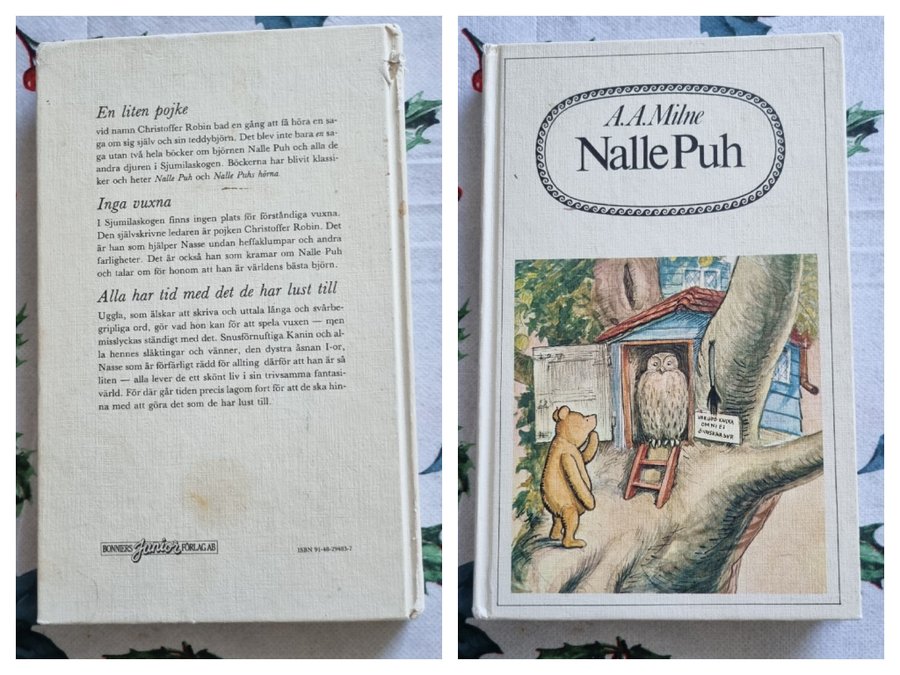 En liten pojke
vid namn Christoffer Robin bad en gång att få höra en sa-
ga om sig själv och sin teddybjörn. Det blev inte bara en sa-
ga utan två hela böcker om björnen Nalle Puh och alla de
andra djuren i Sjumilaskogen. Böckerna har blivit klassi-
ker och heter Nalle Puh och Nalle Puhs hörna.
Inga vuxna
I Sjumilaskogen finns ingen plats för förståndiga vuxna.
Den självskrivne ledaren är pojken Christoffer Robin. Det
är han som hjälper Nasse undan heffaklumpar och andra
farligheter. Det är också han som kramar om Nalle Puh
och talar om för honom att han är världens bästa björn.
Alla har tid med det de har lust till
Uggla, som älskar att skriva och uttala långa och svårbe-
gripliga ord, gör vad hon kan för att spela vuxen — men
misslyckas ständigt med det. Snusförnuftiga Kanin och al-
la hennes släktingar och vänner, den dystra åsnan I-or,
Nasse som är förfärligt rädd för allting därför att han är så
liten — alla lever de ett skönt liv i sin trivsamma fantasi-
värld. För där går tiden precis lagom fort för att de ska hin-
na med att göra det som de har lust till.
BONNIERS Junior FÖRLAG AB
ISBN 91-48-29483-7
A.A.Milne
Nalle Puh
OM NI EJ